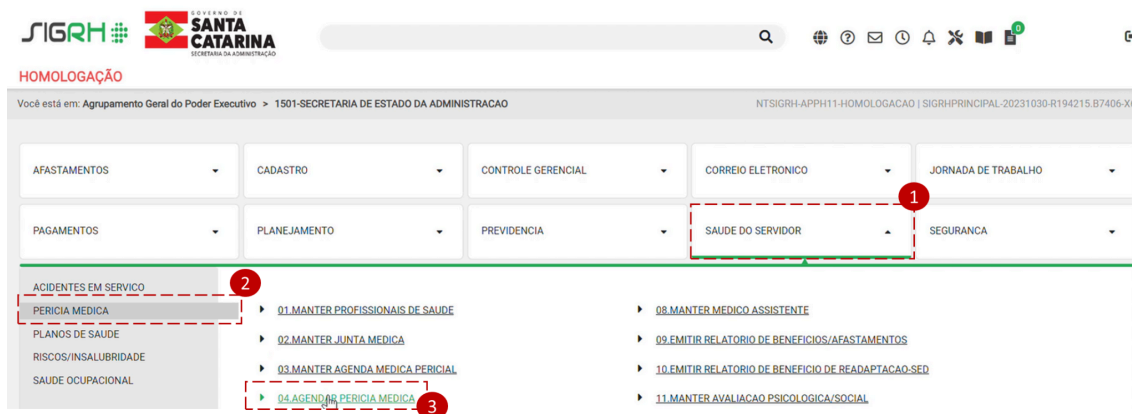 GOVERNO DE
SIGRH SANTA
CATARINA
SECRETARIA DA ADMINISTRAÇÃO
0
HOMOLOGAÇÃO
Você está em: Agrupamento Geral do Poder Executivo > 1501-SECRETARIA DE ESTADO DA ADMINISTRACAO NTSIGRH-APPH11-HOMOLOGACAO | SIGRHPRINCIPAL-20231030-R194215.B7406-X
AFASTAMENTOS CADASTRO CONTROLE GERENCIAL CORREIO ELETRONICO JORNADA DE TRABALHO
1
PAGAMENTOS PLANEJAMENTO PREVIDENCIA SAUDE DO SERVIDOR SEGURANCA
ACIDENTES EM SERVICO
2
PERICIA MEDICA 01.MANTER PROFISSIONAIS DE SAUDE 08.MANTER MEDICO ASSISTENTE
PLANOS DE SAUDE 02.MANTER JUNTA MEDICA 09.EMITIR RELATORIO DE BENEFICIOS/AFASTAMENTOS
RISCOS/INSALUBRIDADE
03.MANTER AGENDA MEDICA PERICIAL 10.EMITIR RELATORIO DE BENEFICIO DE READAPTACAO-SED
SAUDE OCUPACIONAL
04.AGENDAR PERICIA MEDICA 11.MANTER AVALIACAO PSICOLOGICA/SOCIAL
3